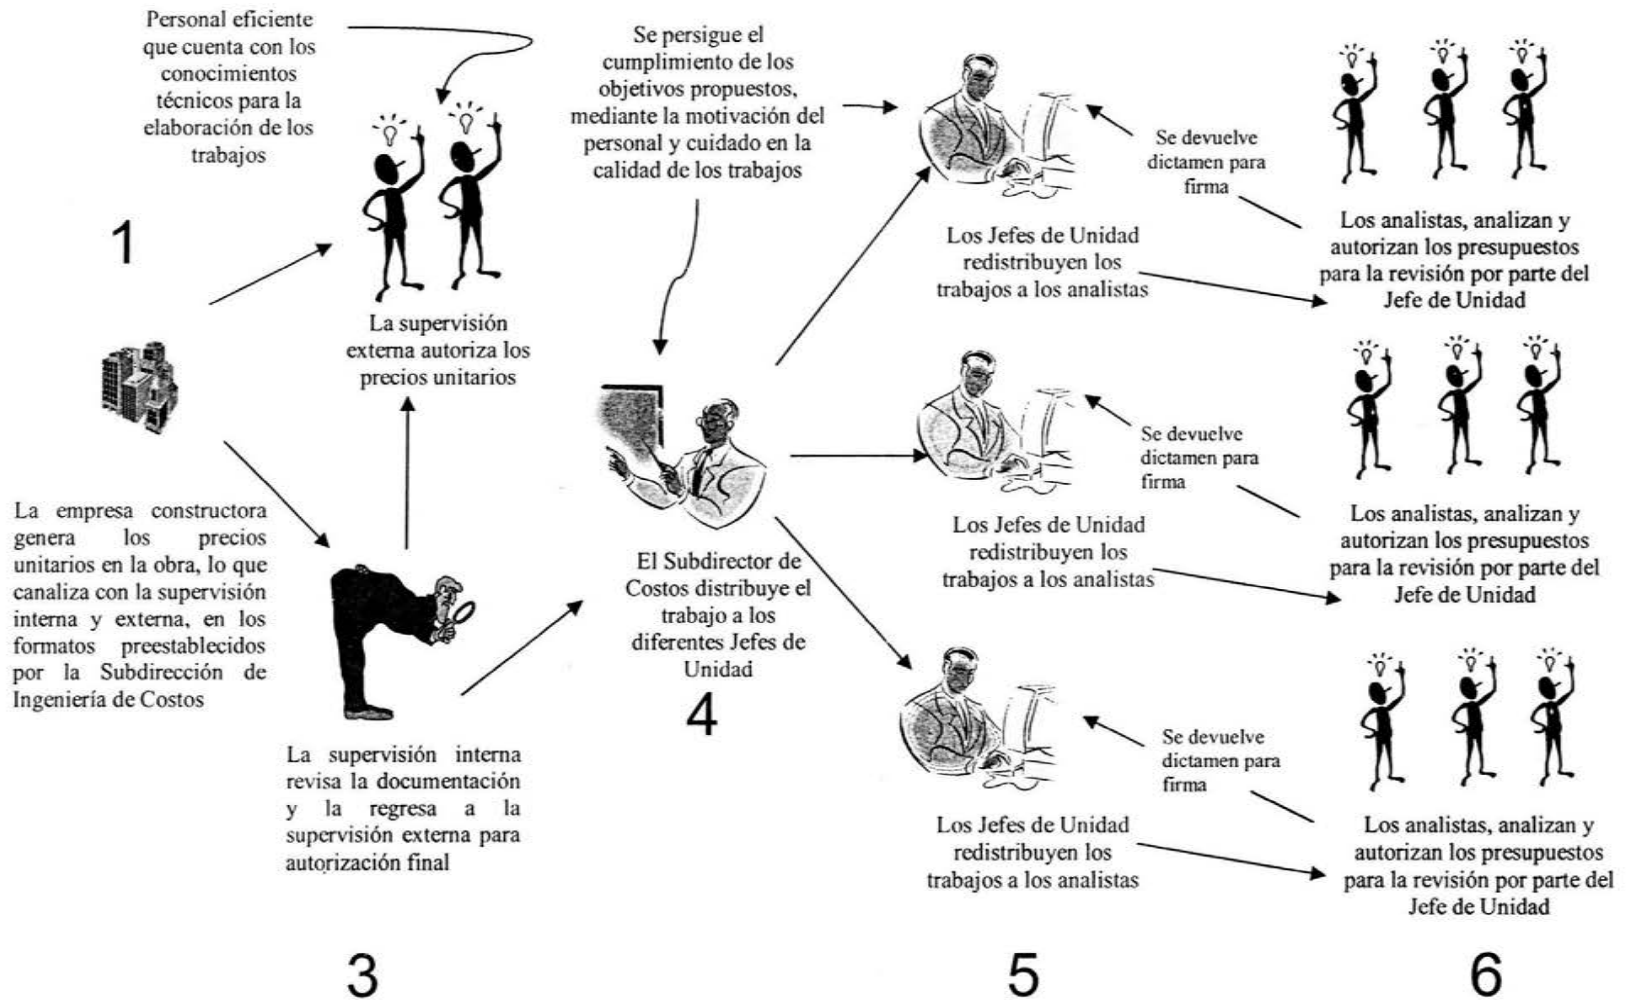 Personal eficiente
que cuenta con los
conocimientos
técnicos para la
elaboración de los
trabajos
1
La supervisión
externa autoriza los
precios unitarios
La empresa constructora
genera los precios
unitarios en la obra, lo que
canaliza con la supervisión
interna y externa, en los
formatos preestablecidos
por la Subdirección de
Ingeniería de Costos
La supervisión interna
revisa la documentación
y la regresa a la
supervisión externa para
autorización final
3
Se persigue el
cumplimiento de los
objetivos propuestos,
mediante la motivación del
personal y cuidado en la
calidad de los trabajos
El Subdirector de
Costos distribuye el
trabajo a los
diferentes Jefes de
Unidad
4
Los Jefes de Unidad
redistribuyen los
trabajos a los analistas
Se devuelve
dictamen para
firma
Los analistas, analizan y
autorizan los presupuestos
para la revisión por parte del
Jefe de Unidad
Los Jefes de Unidad
redistribuyen los
trabajos a los analistas
Se devuelve
dictamen para
firma
Los analistas, analizan y
autorizan los presupuestos
para la revisión por parte del
Jefe de Unidad
Los Jefes de Unidad
redistribuyen los
trabajos a los analistas
Se devuelve
dictamen para
firma
Los analistas, analizan y
autorizan los presupuestos
para la revisión por parte del
Jefe de Unidad
5
6